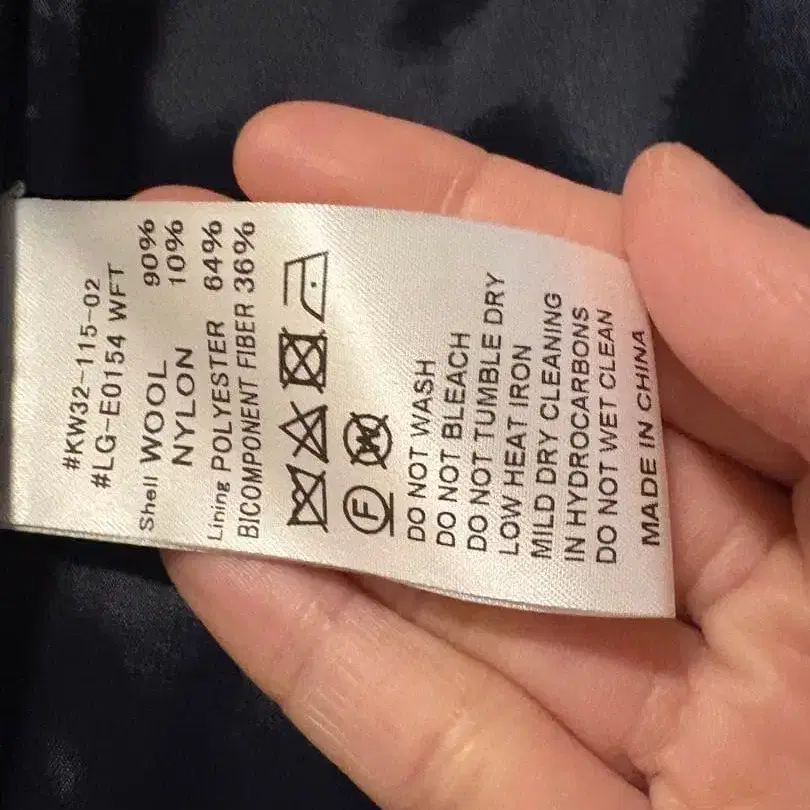 #KW32-115-02
#LG-E0154 WFT
Shell WOOL 90%
NYLON 10%
Lining POLYESTER 64%
BICOMPONENT FIBER 36%
F W
DO NOT WASH
DO NOT BLEACH
DO NOT TUMBLE DRY
LOW HEAT IRON
MILD DRY CLEANING
IN HYDROCARBONS
DO NOT WET CLEAN
MADE IN CHINA